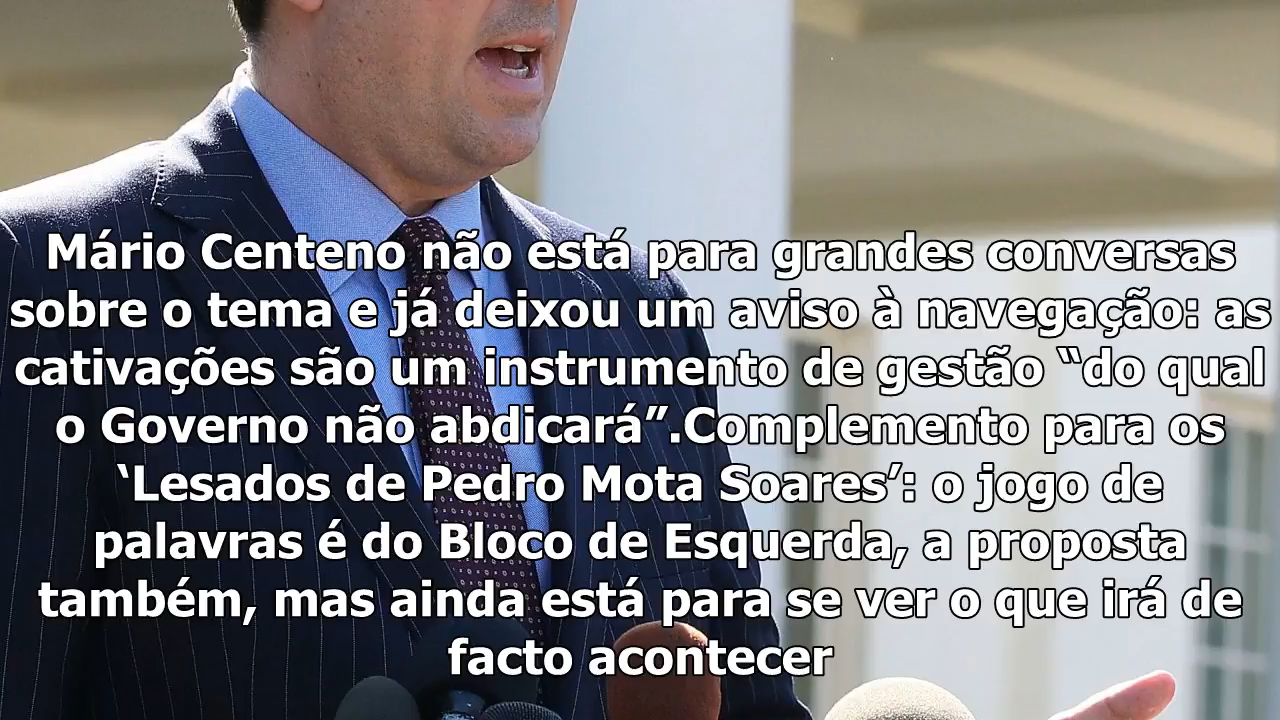 Mário Centeno não está para grandes conversas
sobre o tema e já deixou um aviso à navegação: as
cativações são um instrumento de gestão “do qual
o Governo não abdicará”.Complemento para os
‘Lesados de Pedro Mota Soares’: o jogo de
palavras é do Bloco de Esquerda, a proposta
também, mas ainda está para se ver o que irá de
facto acontecer